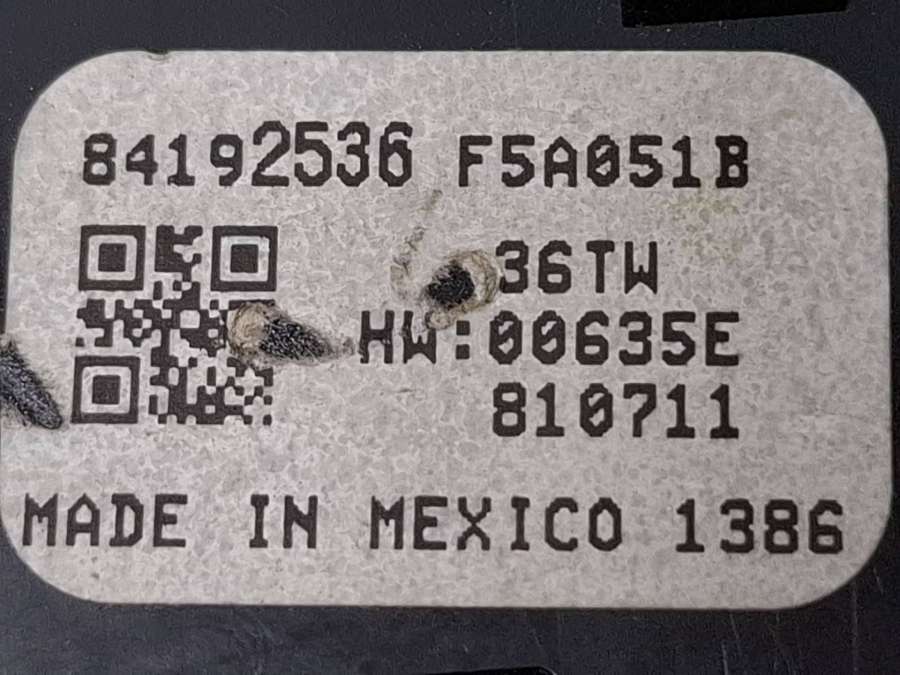 84192536 F5A051B
36TW
HW:00635E
810711
MADE IN MEXICO 1386